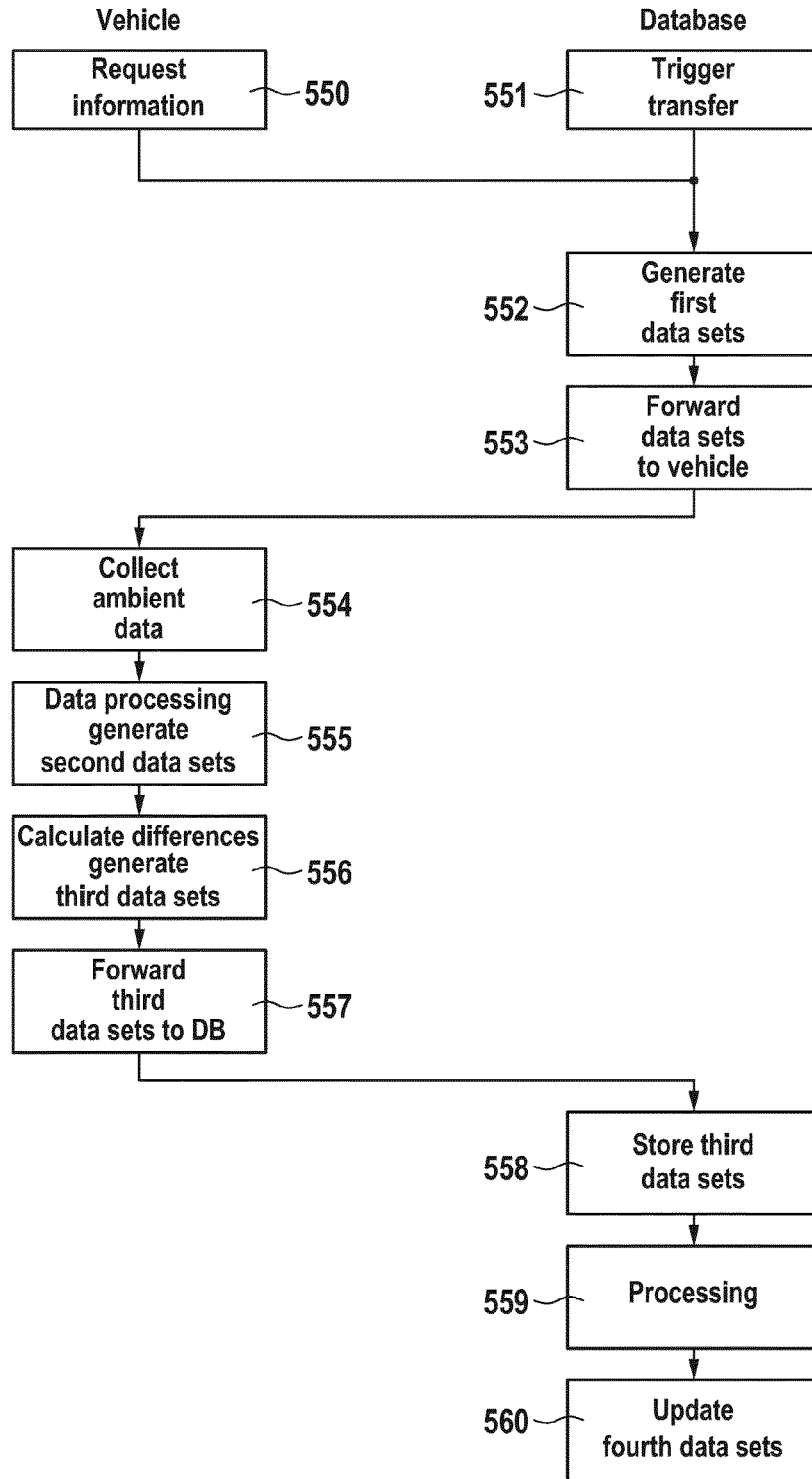 Vehicle
Database
Request
information
550
551
Trigger
transfer
552
Generate
first
data sets
553
Forward
data sets
to vehicle
Collect
ambient
data
554
Data processing
generate
second data sets
555
Calculate differences
generate
third data sets
556
Forward
third
data sets to DB
557
558
Store third
data sets
559
Processing
560
Update
fourth data sets